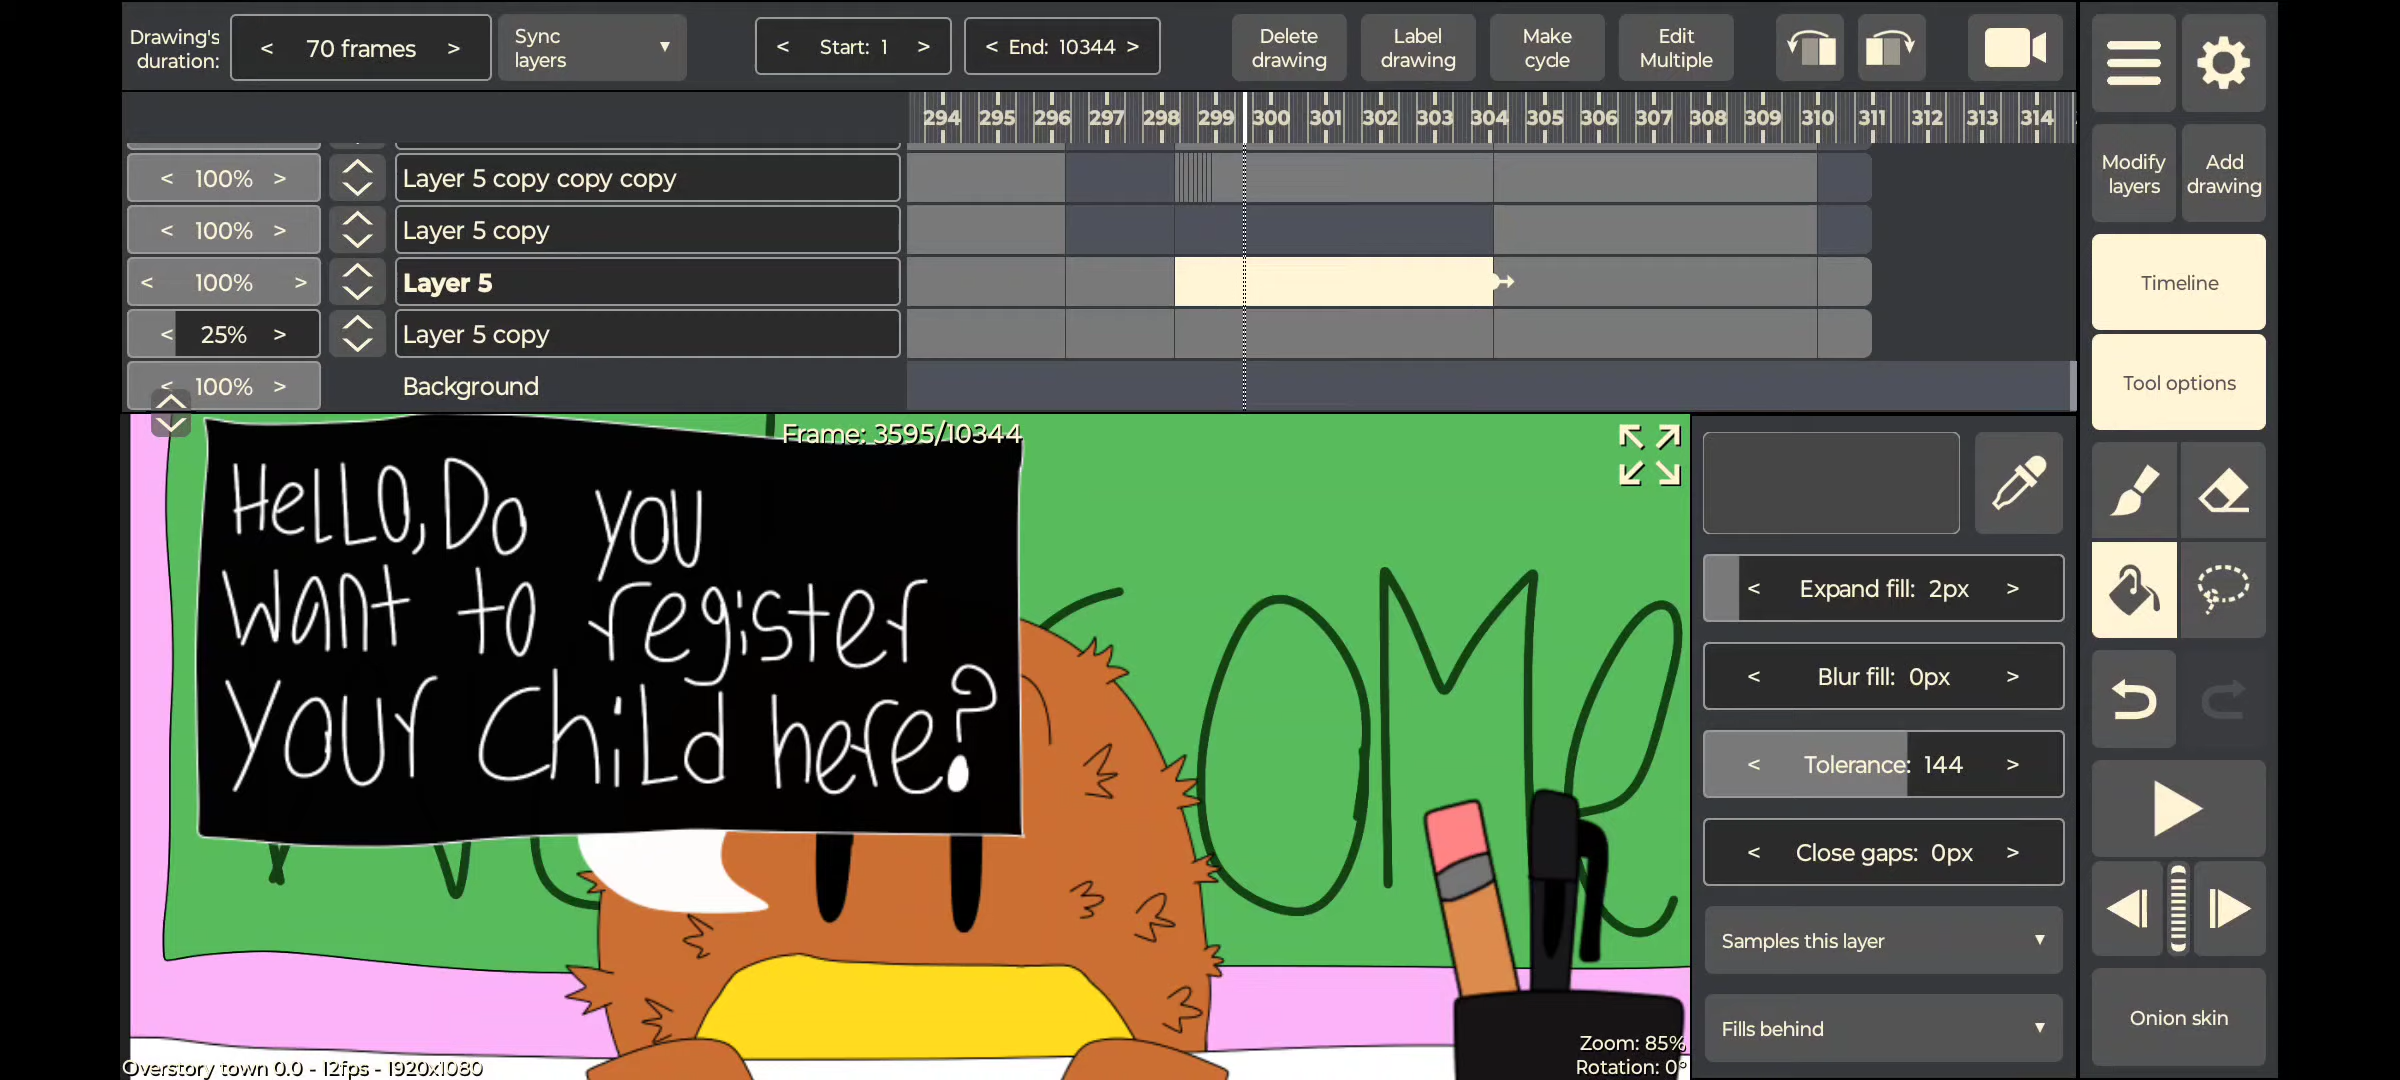 Drawing's
duration:
< 70 frames >
Sync
layers
< Start: 1 >
< End: 10344 >
Delete
drawing
Label
drawing
Make
cycle
Edit
Multiple
294 295 296 297 298 299 300 301 302 303 304 305 306 307 308 309 310 311 312 313 314
< 100% > Layer 5 copy copy copy
< 100% > Layer 5 copy
< 100% > Layer 5
< 25% > Layer 5 copy
< 100% > Background
Modify
layers
Add
drawing
Timeline
Tool options
Frame: 3595/10344
HeLLO, Do you
want to register
your ChiLd here?
OME
< Expand fill: 2px >
< Blur fill: 0px >
< Tolerance: 144 >
< Close gaps: 0px >
Samples this layer
Fills behind
Onion skin
Zoom: 85%
Rotation: 0°
Overstory town 0.0 - 12fps - 1920x1080